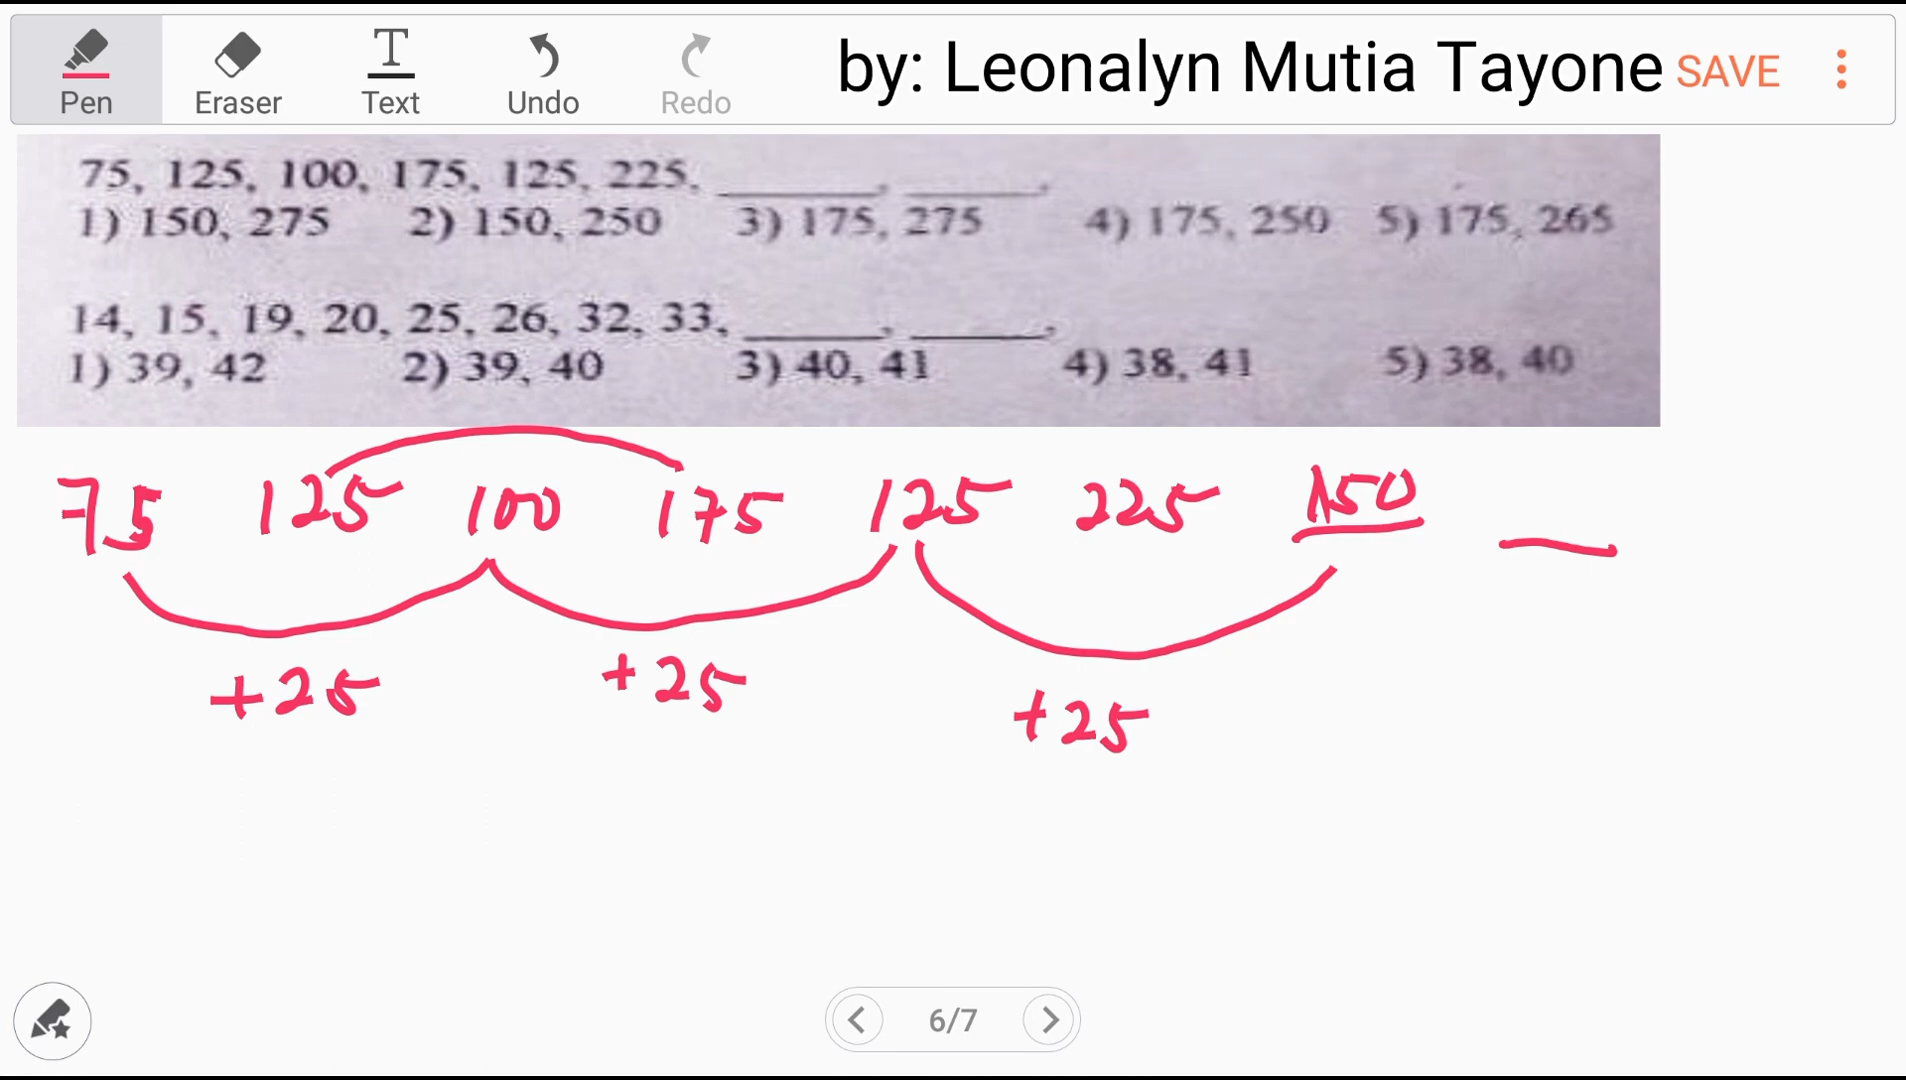 by: Leonalyn Mutia Tayone SAVE
Pen Eraser Text Undo Redo
75, 125, 100, 175, 125, 225, ______, ______.
1) 150, 275 2) 150, 250 3) 175, 275 4) 175, 250 5) 175, 265
14, 15, 19, 20, 25, 26, 32, 33, ______, ______,
1) 39, 42 2) 39, 40 3) 40, 41 4) 38, 41 5) 38, 40
75 125 100 175 125 225 150 ___
+25 +25 +25
6/7